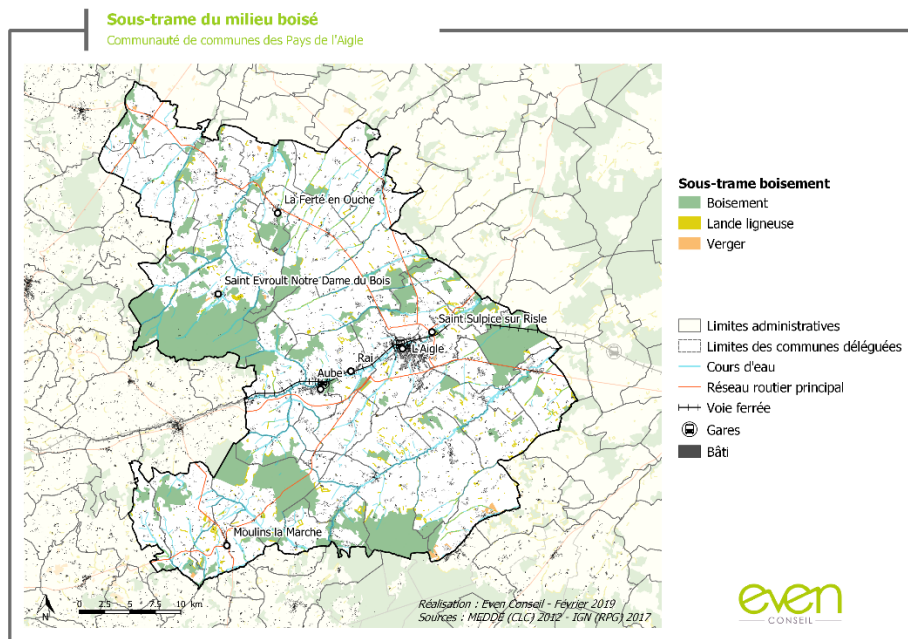 Sous-trame du milieu boisé
Communauté de communes des Pays de l'Aigle
La Ferté en Ouche
Saint Evroult Notre Dame du Bois
Saint Sulpice sur Risle
L'Aigle
Rai
Aube
Moulins la Marche
Sous-trame boisement
Boisement
Lande ligneuse
Verger
Limites administratives
Limites des communes déléguées
Cours d'eau
Réseau routier principal
Voie ferrée
Gares
Bâti
N
0 2.5 5 7.5 10 km
Réalisation : Even Conseil - Février 2019
Sources : MEDDE (CLC) 2012 - IGN (RPG) 2017
even
CONSEIL